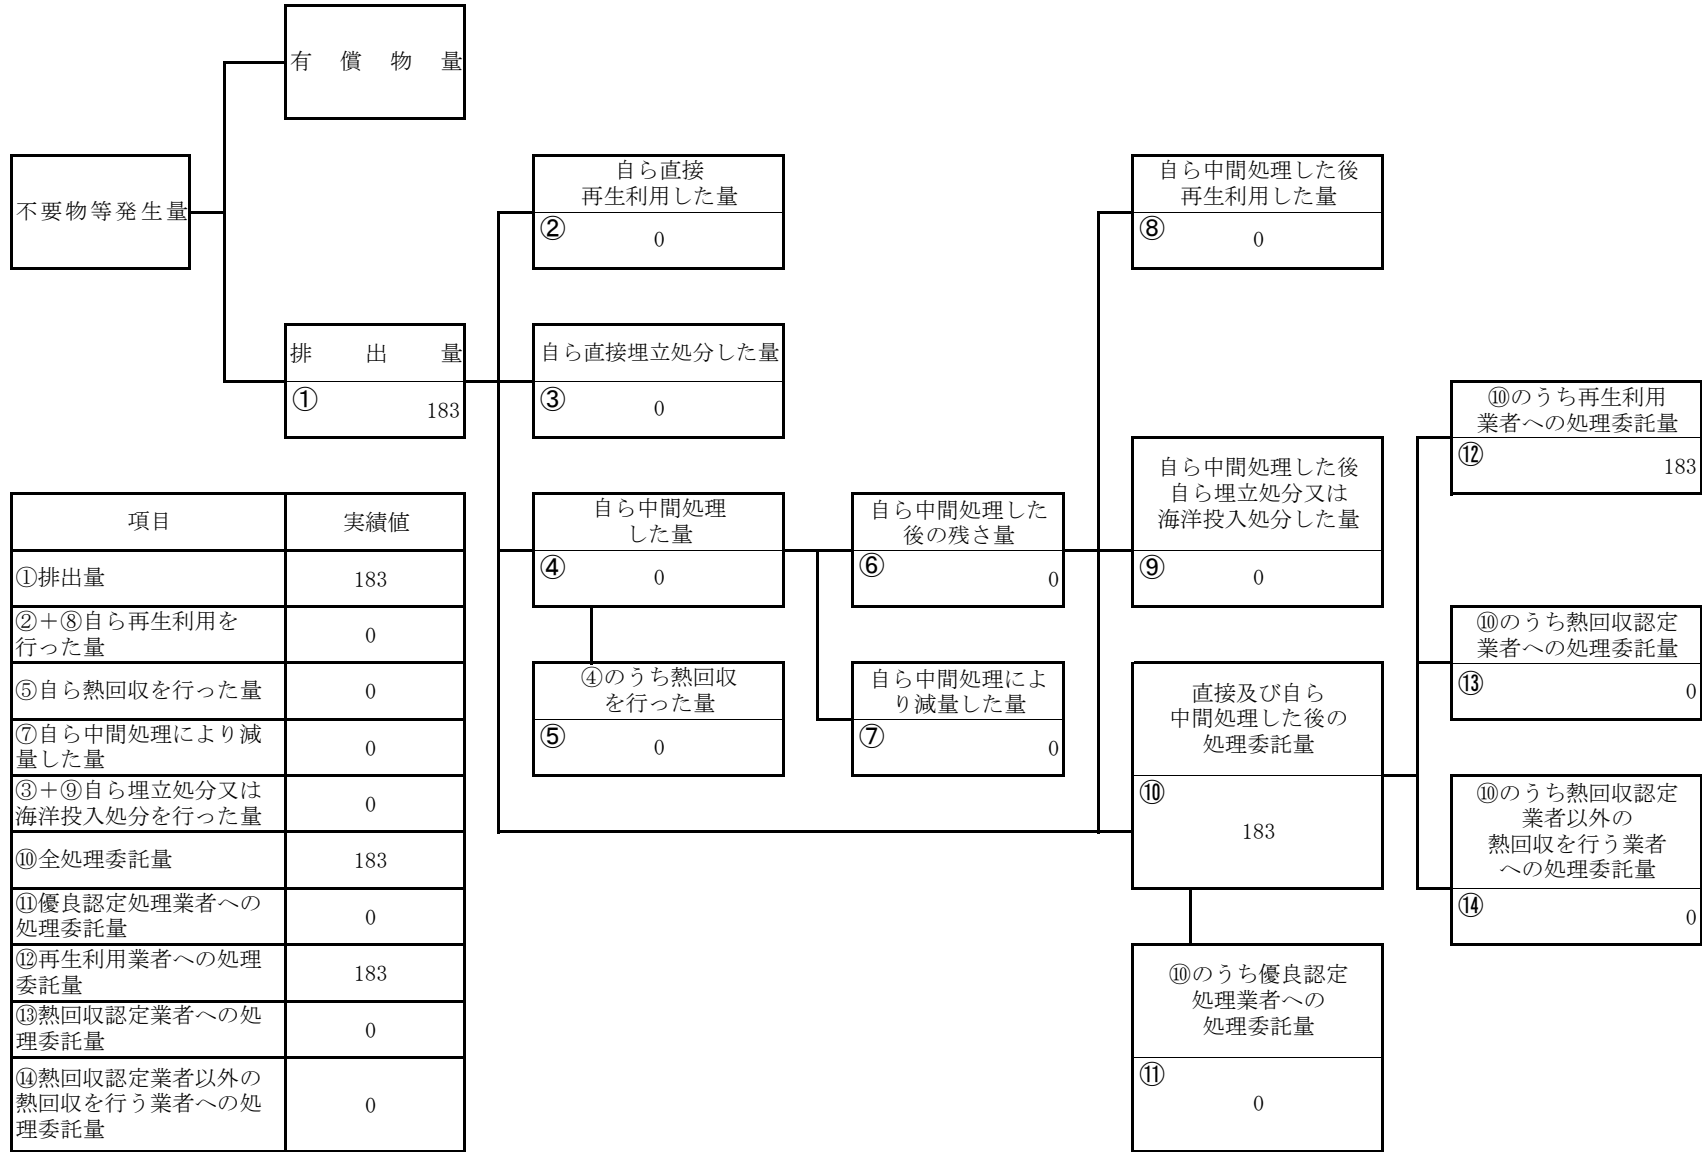 有償物量
不要物等発生量
排出量
①
183
自ら直接
再生利用した量
②
0
自ら直接埋立処分した量
③
0
自ら中間処理
した量
④
0
④のうち熱回収
を行った量
⑤
0
自ら中間処理した
後の残さ量
⑥
0
自ら中間処理によ
り減量した量
⑦
0
自ら中間処理した後
再生利用した量
⑧
0
自ら中間処理した後
自ら埋立処分又は
海洋投入処分した量
⑨
0
直接及び自ら
中間処理した後の
処理委託量
⑩
183
⑩のうち優良認定
処理業者への
処理委託量
⑪
0
⑩のうち再生利用
業者への処理委託量
⑫
183
⑩のうち熱回収認定
業者への処理委託量
⑬
0
⑩のうち熱回収認定
業者以外の
熱回収を行う業者
への処理委託量
⑭
0
項目 実績値
①排出量 183
②＋⑧自ら再生利用を
行った量 0
⑤自ら熱回収を行った量 0
⑦自ら中間処理により減
量した量 0
③＋⑨自ら埋立処分又は
海洋投入処分を行った量 0
⑩全処理委託量 183
⑪優良認定処理業者への
処理委託量 0
⑫再生利用業者への処理
委託量 183
⑬熱回収認定業者への処
理委託量 0
⑭熱回収認定業者以外の
熱回収を行う業者への処
理委託量 0